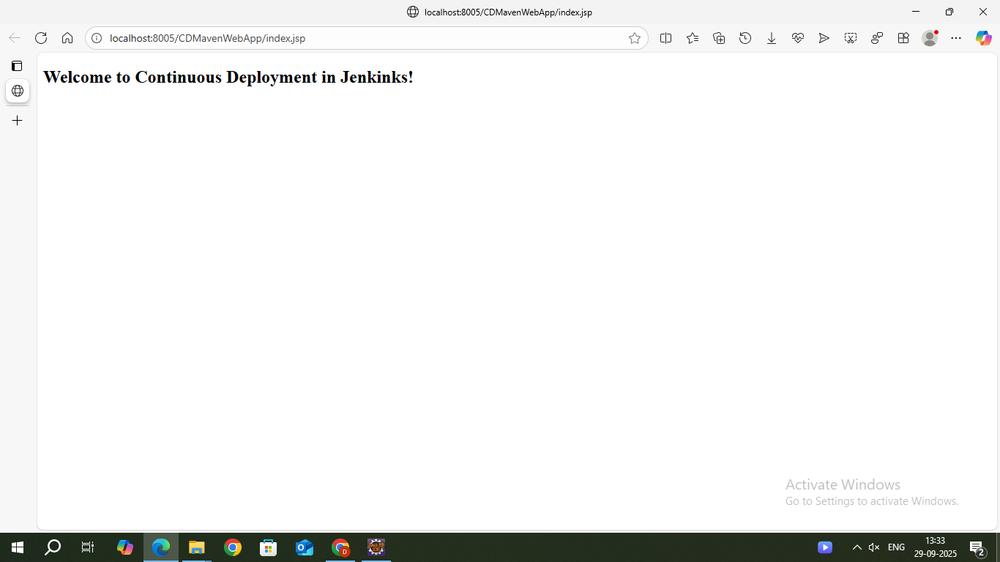 localhost:8005/CDMavenWebApp/index.jsp
localhost:8005/CDMavenWebApp/index.jsp
Welcome to Continuous Deployment in Jenkinks!
Activate Windows
Go to Settings to activate Windows.
D
ENG
13:33
29-09-2025
2